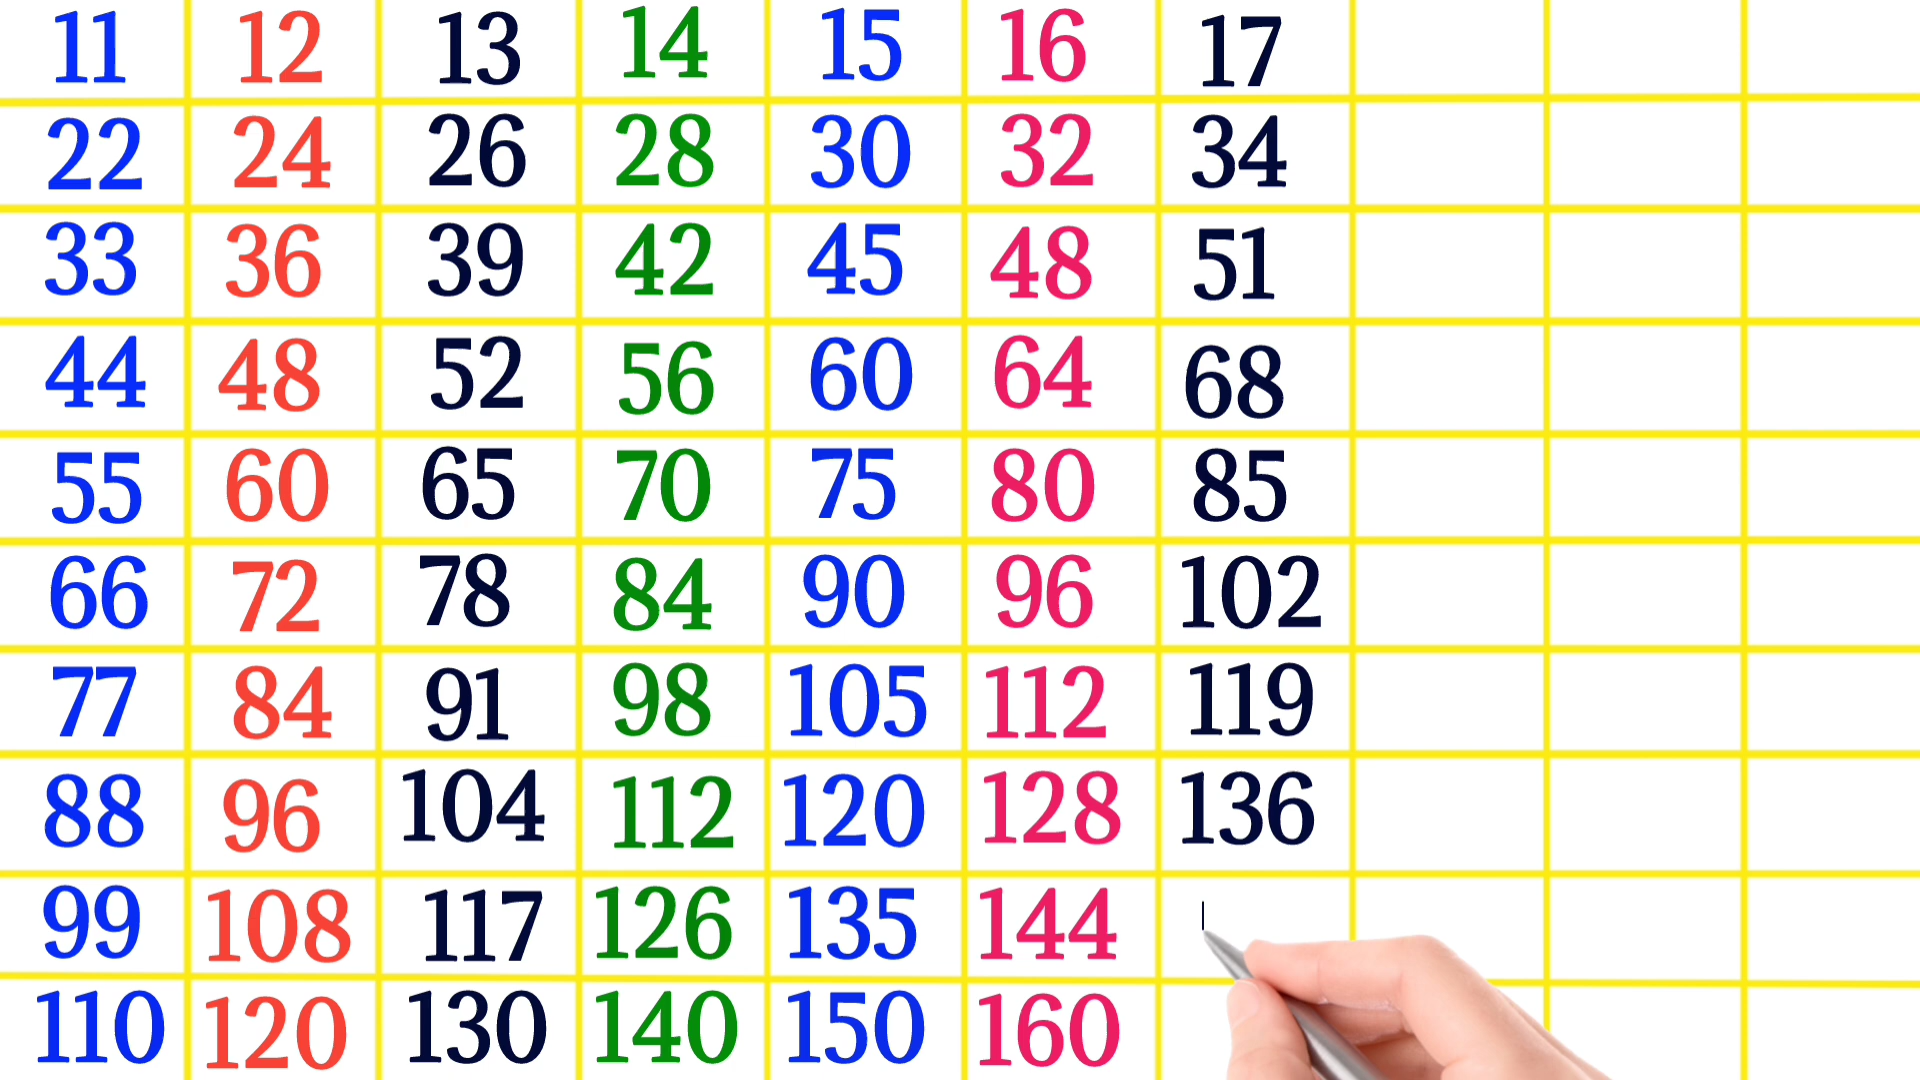 11 12 13 14 15 16 17
22 24 26 28 30 32 34
33 36 39 42 45 48 51
44 48 52 56 60 64 68
55 60 65 70 75 80 85
66 72 78 84 90 96 102
77 84 91 98 105 112 119
88 96 104 112 120 128 136
99 108 117 126 135 144
110 120 130 140 150 160